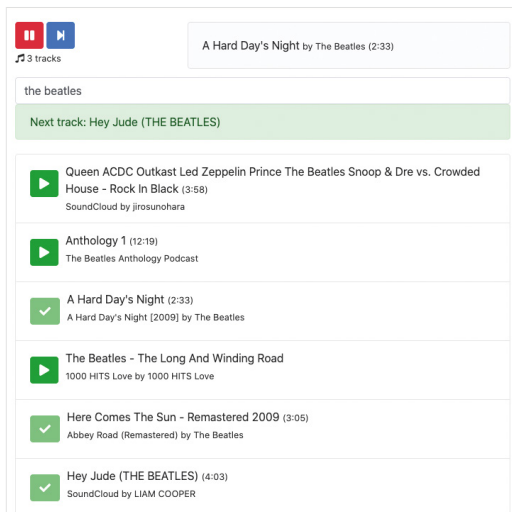 A Hard Day's Night by The Beatles (2:33)
3 tracks
the beatles
Next track: Hey Jude (THE BEATLES)
Queen ACDC Outkast Led Zeppelin Prince The Beatles Snoop & Dre vs. Crowded
House - Rock In Black (3:58)
SoundCloud by jirosunohara
Anthology 1 (12:19)
The Beatles Anthology Podcast
A Hard Day's Night (2:33)
A Hard Day's Night [2009] by The Beatles
The Beatles - The Long And Winding Road
1000 HITS Love by 1000 HITS Love
Here Comes The Sun - Remastered 2009 (3:05)
Abbey Road (Remastered) by The Beatles
Hey Jude (THE BEATLES) (4:03)
SoundCloud by LIAM COOPER